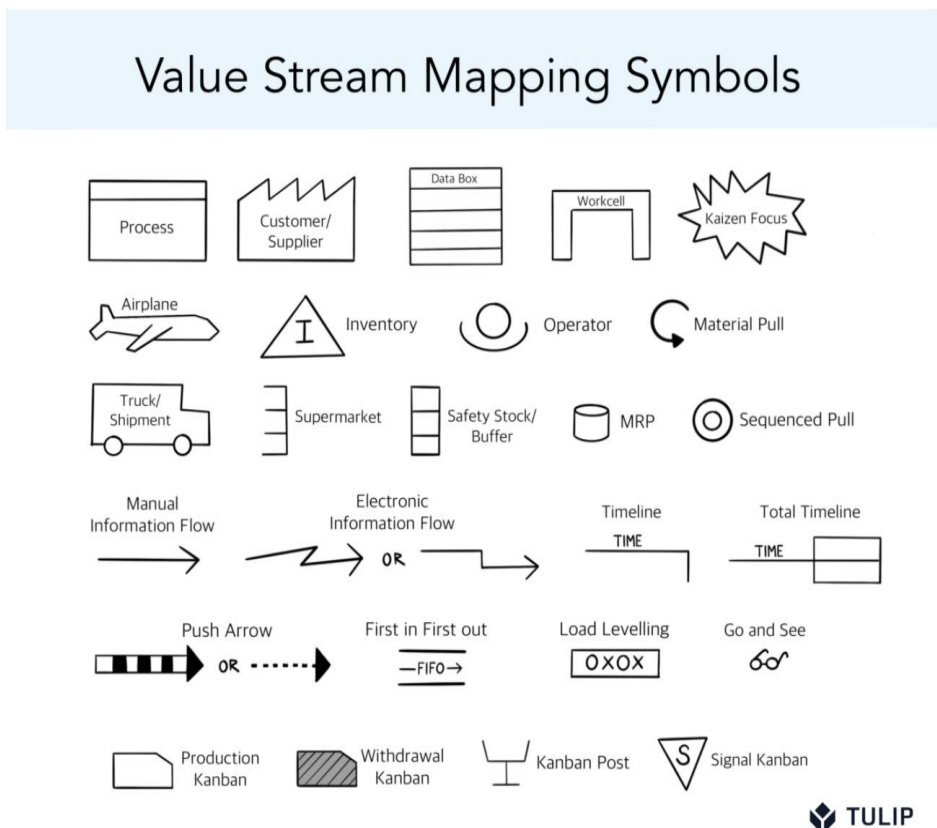 Value Stream Mapping Symbols
Process
Customer/
Supplier
Data Box
Workcell
Kaizen Focus
Airplane
I
Inventory
Operator
Material Pull
Truck/
Shipment
Supermarket
Safety Stock/
Buffer
MRP
Sequenced Pull
Manual
Information Flow
Electronic
Information Flow
OR
Timeline
TIME
Total Timeline
TIME
Push Arrow
OR
First in First out
FIFO
Load Levelling
OXOX
Go and See
Production
Kanban
Withdrawal
Kanban
Kanban Post
S
Signal Kanban
TULIP